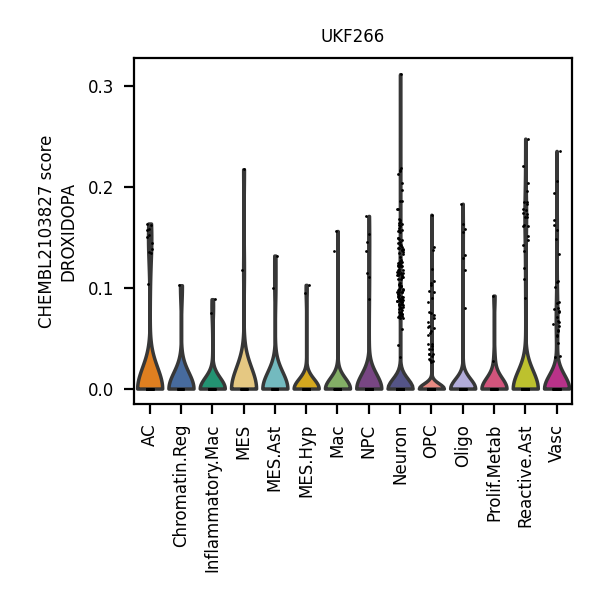 UKF266
CHEMBL2103827 score
DROXIDOPA
0.3
0.2
0.1
0.0
AC
Chromatin.Reg
Inflammatory.Mac
MES
MES.Ast
MES.Hyp
Mac
NPC
Neuron
OPC
Oligo
Prolif.Metab
Reactive.Ast
Vasc